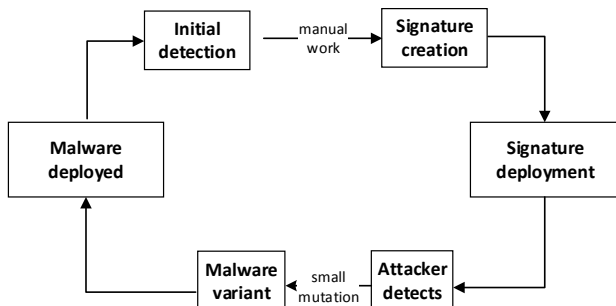 Initial
detection
manual
work
Signature
creation
Signature
deployment
Attacker
detects
small
mutation
Malware
variant
Malware
deployed